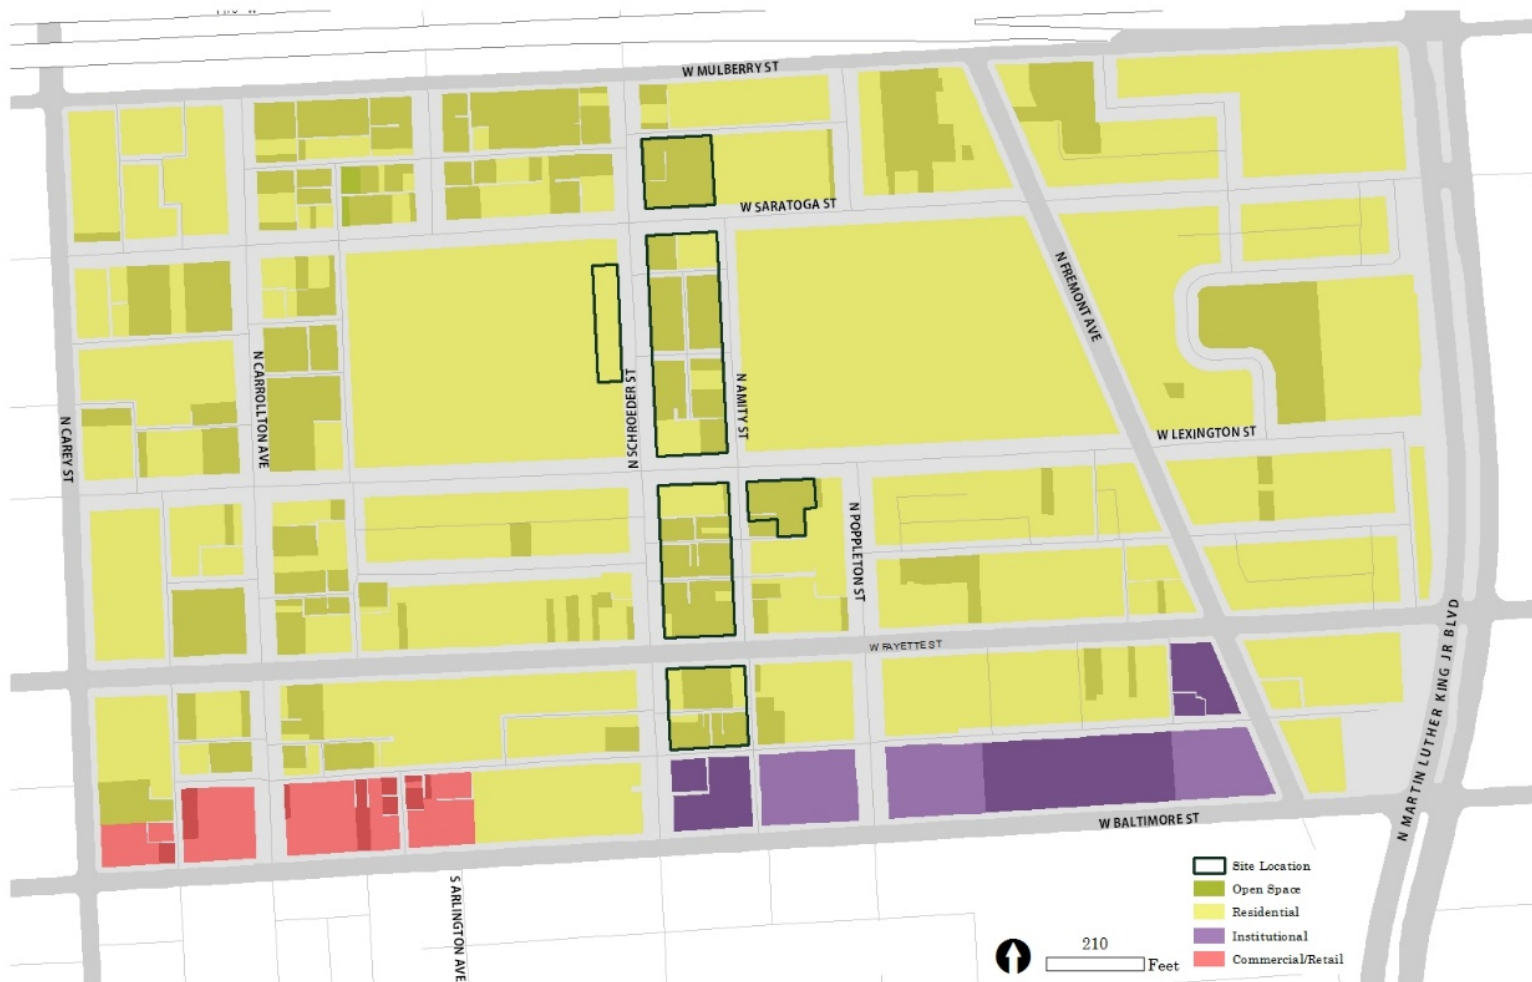 W MULBERRY ST
W SARATOGA ST
N FREMONT AVE
N CARROLLTON AVE
N SCHROEDER ST
N AMITY ST
N CAREY ST
W LEXINGTON ST
N POPPLETON ST
W FAYETTE ST
N MARTIN LUTHER KING JR BLVD
W BALTIMORE ST
S ARLINGTON AVE
Site Location
Open Space
Residential
Institutional
Commercial/Retail
210
Feet